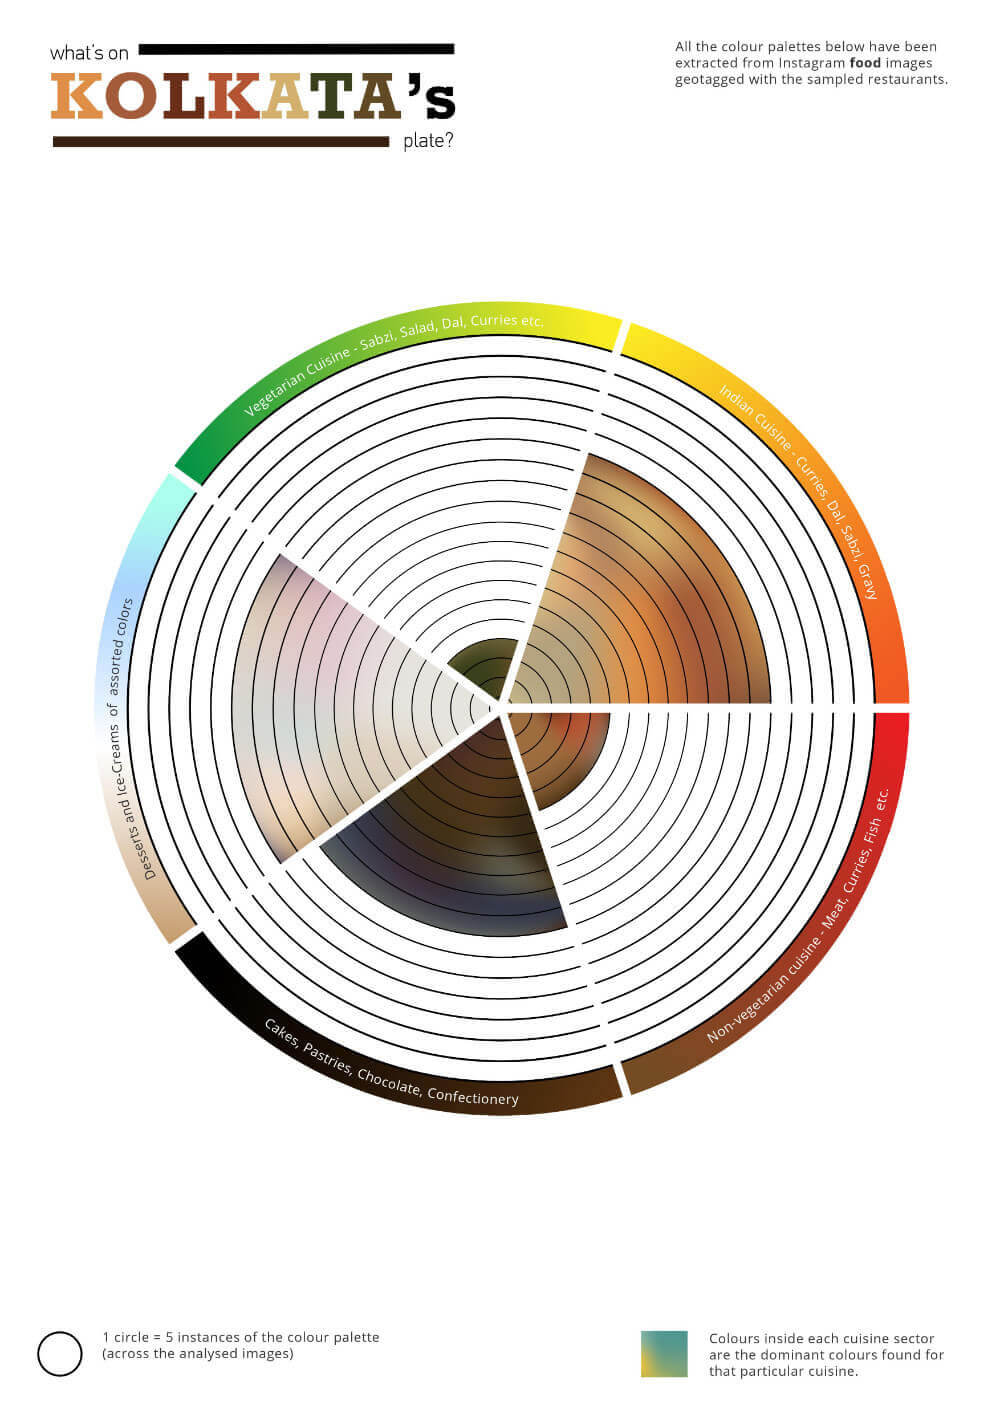 what's on
KOLKATA's
plate?
All the colour palettes below have been
extracted from Instagram food images
geotagged with the sampled restaurants.
Vegetarian Cuisine - Sabzi, Salad, Dal, Curries etc.
Indian Cuisine - Curries, Dal, Sabzi, Gravy
Desserts and Ice-Creams of assorted colors
Non-vegetarian cuisine - Meat, Curries, Fish etc.
Cakes, Pastries, Chocolate, Confectionery
1 circle = 5 instances of the colour palette
(across the analysed images)
Colours inside each cuisine sector
are the dominant colours found for
that particular cuisine.